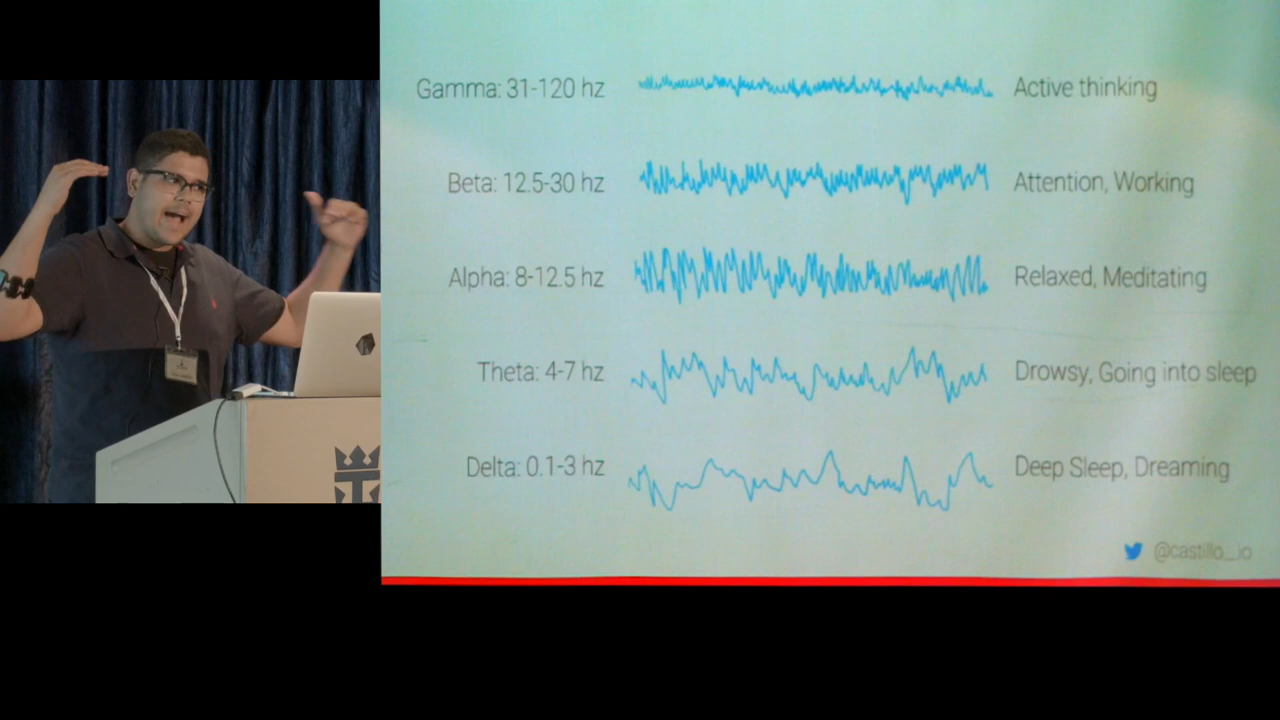 Gamma: 31-120 hz Active thinking
Beta: 12.5-30 hz Attention, Working
Alpha: 8-12.5 hz Relaxed, Meditating
Theta: 4-7 hz Drowsy, Going into sleep
Delta: 0.1-3 hz Deep Sleep, Dreaming
@castillo__io